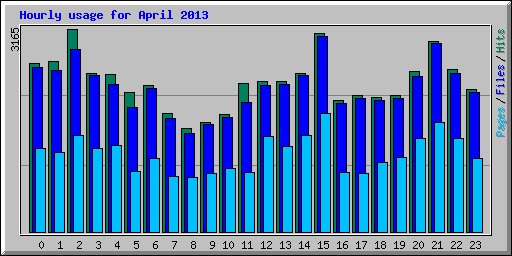 Hourly usage for April 2013
3165
Pages / Files / Hits
0 1 2 3 4 5 6 7 8 9 10 11 12 13 14 15 16 17 18 19 20 21 22 23